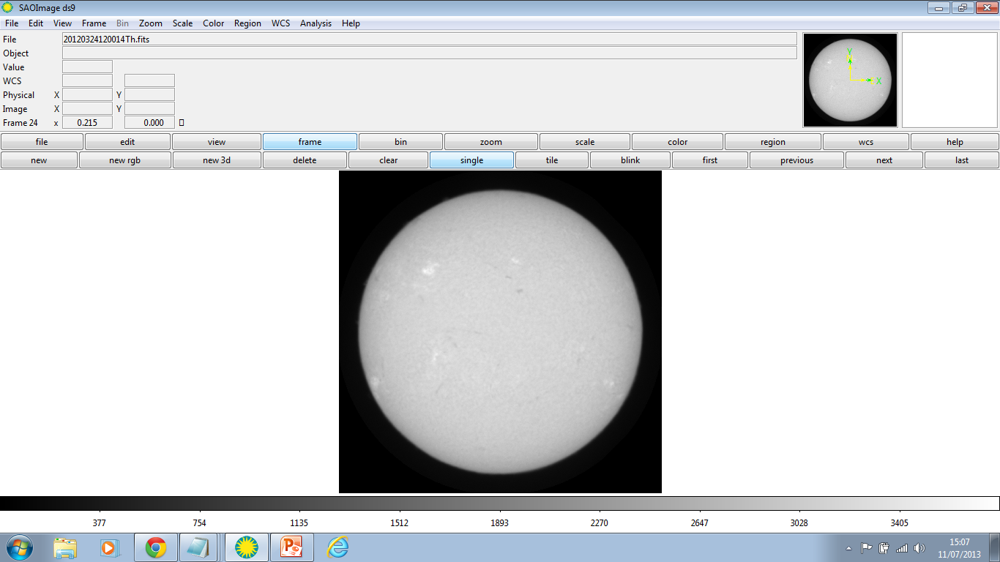 SAOImage ds9
File Edit View Frame Bin Zoom Scale Color Region WCS Analysis Help
File 20120324120014Th.fits
Object
Value
WCS
Physical X Y
Image X Y
Frame 24 x 0.215 0.000
Y
X
file edit view frame bin zoom scale color region wcs help
new new rgb new 3d delete clear single tile blink first previous next last
377 754 1135 1512 1893 2270 2647 3028 3405
15:07
11/07/2013